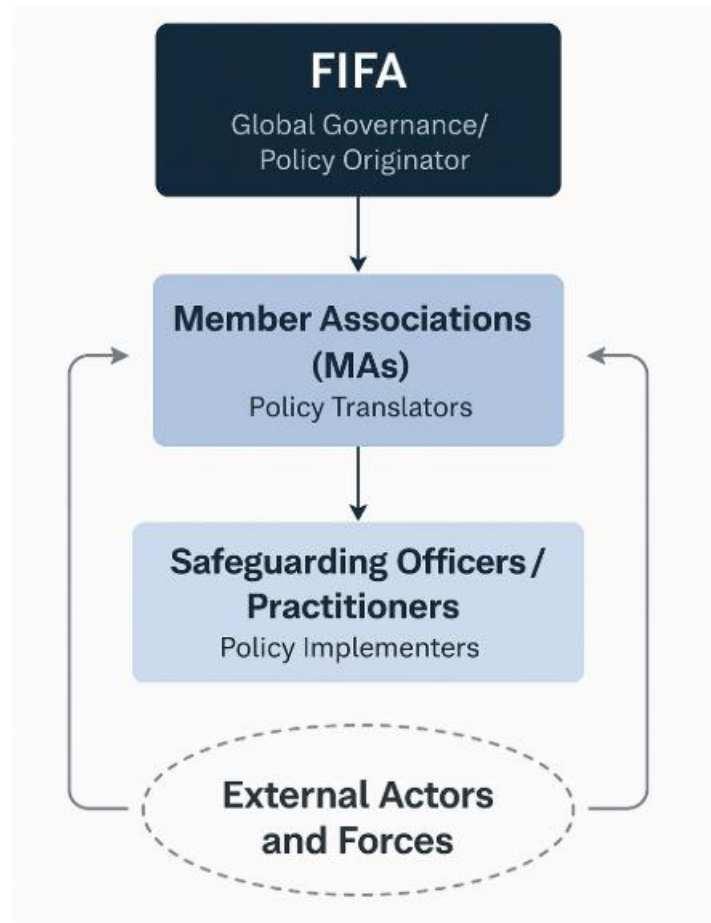 FIFA
Global Governance/
Policy Originator
Member Associations
(MAs)
Policy Translators
Safeguarding Officers/
Practitioners
Policy Implementers
External Actors
and Forces